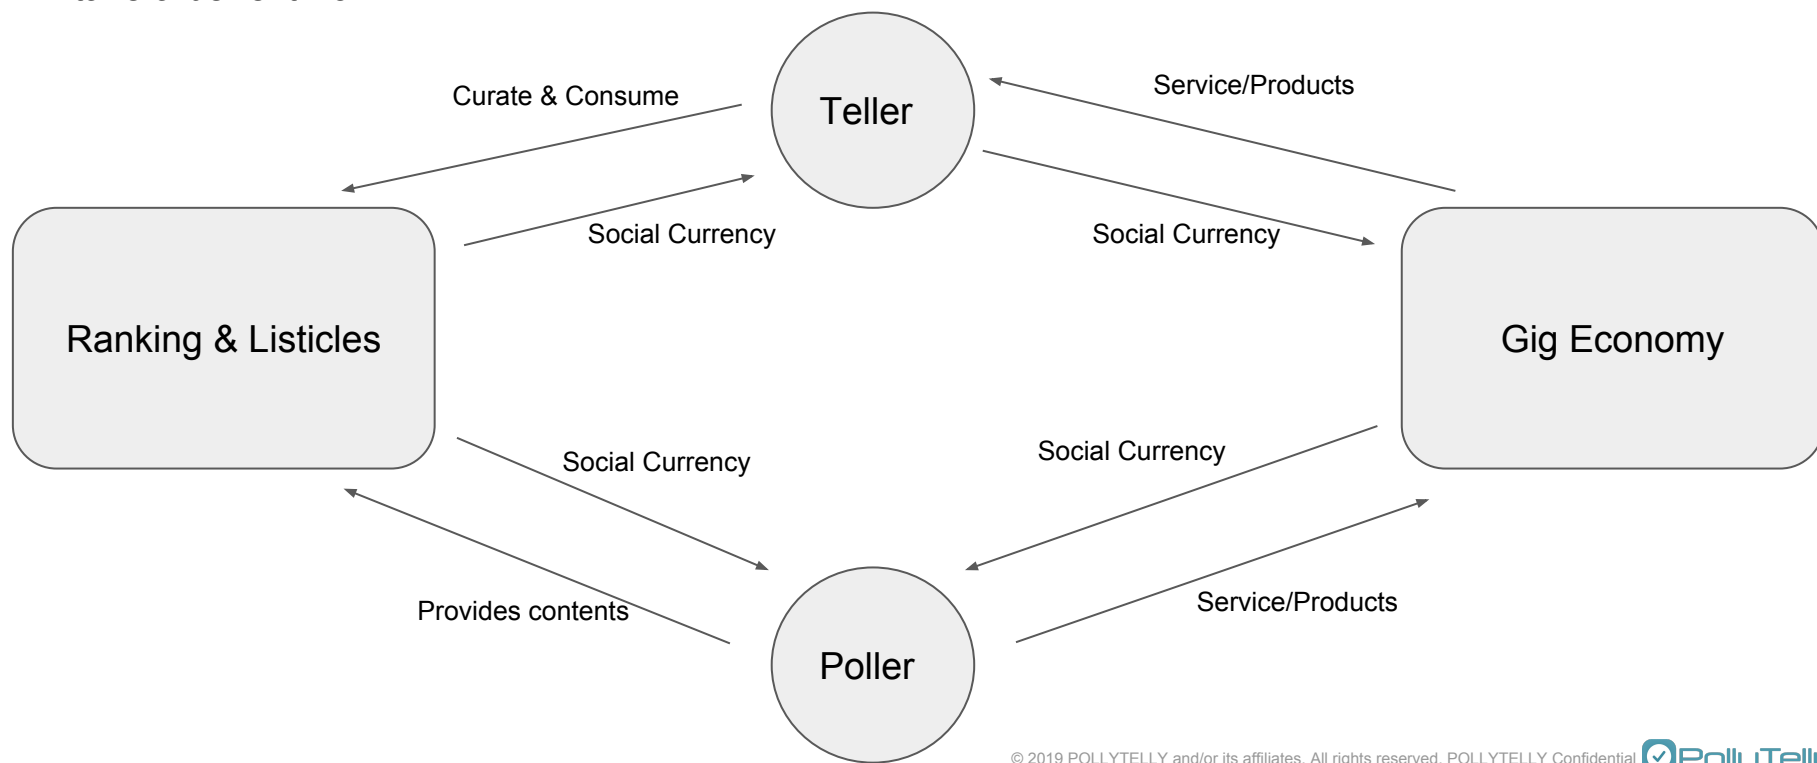 Teller
Curate & Consume
Service/Products
Social Currency
Social Currency
Ranking & Listicles
Gig Economy
Social Currency
Social Currency
Provides contents
Service/Products
Poller
© 2019 POLLYTELLY and/or its affiliates. All rights reserved. POLLYTELLY Confidential
PollyTelly